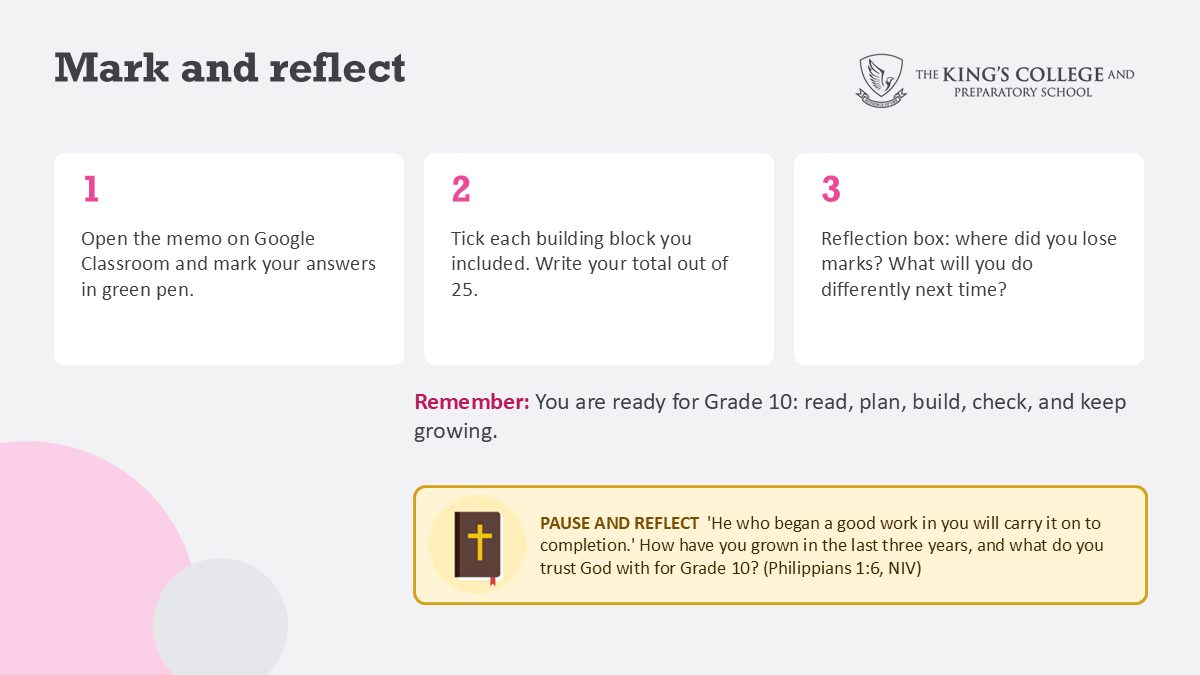 Mark and reflect
THE KING'S COLLEGE AND
PREPARATORY SCHOOL
1
Open the memo on Google
Classroom and mark your answers
in green pen.
2
Tick each building block you
included. Write your total out of
25.
3
Reflection box: where did you lose
marks? What will you do
differently next time?
Remember: You are ready for Grade 10: read, plan, build, check, and keep
growing.
PAUSE AND REFLECT 'He who began a good work in you will carry it on to
completion.' How have you grown in the last three years, and what do you
trust God with for Grade 10? (Philippians 1:6, NIV)